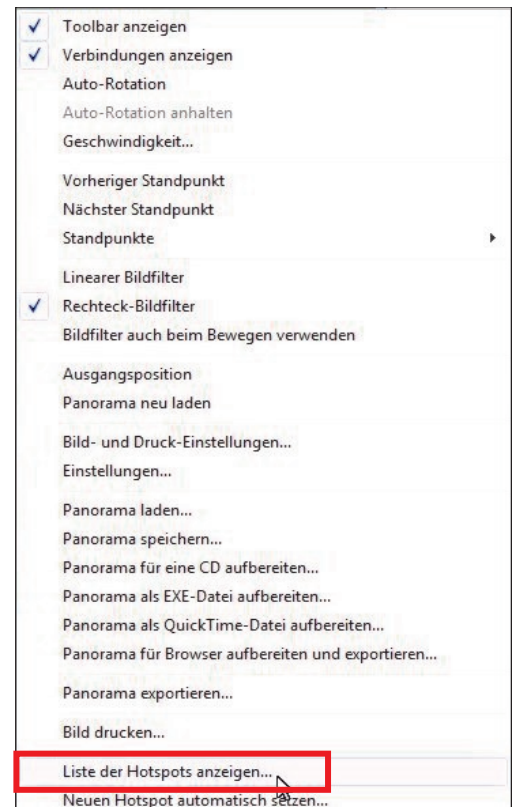 Toolbar anzeigen
Verbindungen anzeigen
Auto-Rotation
Auto-Rotation anhalten
Geschwindigkeit...
Vorheriger Standpunkt
Nächster Standpunkt
Standpunkte
Linearer Bildfilter
Rechteck-Bildfilter
Bildfilter auch beim Bewegen verwenden
Ausgangsposition
Panorama neu laden
Bild- und Druck-Einstellungen...
Einstellungen...
Panorama laden...
Panorama speichern...
Panorama für eine CD aufbereiten...
Panorama als EXE-Datei aufbereiten...
Panorama als QuickTime-Datei aufbereiten...
Panorama für Browser aufbereiten und exportieren...
Panorama exportieren...
Bild drucken...
Liste der Hotspots anzeigen...
Neuen Hotspot automatisch setzen...